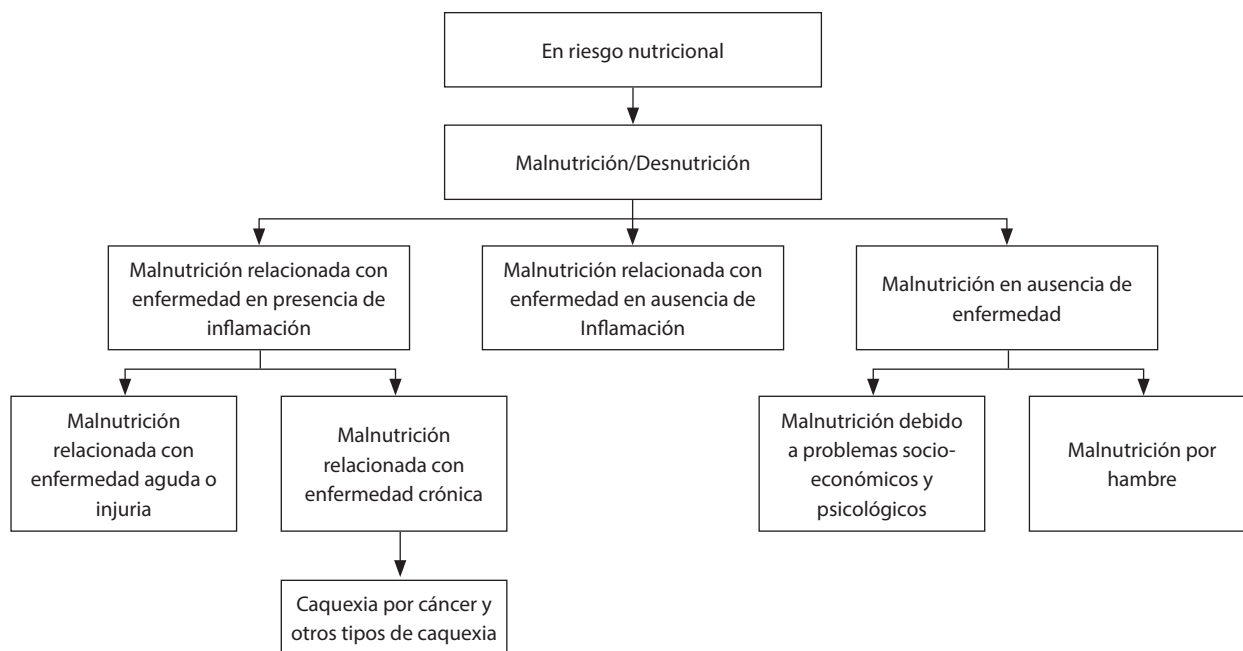 En riesgo nutricional
Malnutrición/Desnutrición
Malnutrición relacionada con
enfermedad en presencia de
inflamación
Malnutrición relacionada con
enfermedad en ausencia de
Inflamación
Malnutrición en ausencia de
enfermedad
Malnutrición
relacionada con
enfermedad aguda o
injuria
Malnutrición
relacionada con
enfermedad crónica
Malnutrición debido
a problemas socio-
económicos y
psicológicos
Malnutrición por
hambre
Caquexia por cáncer y
otros tipos de caquexia